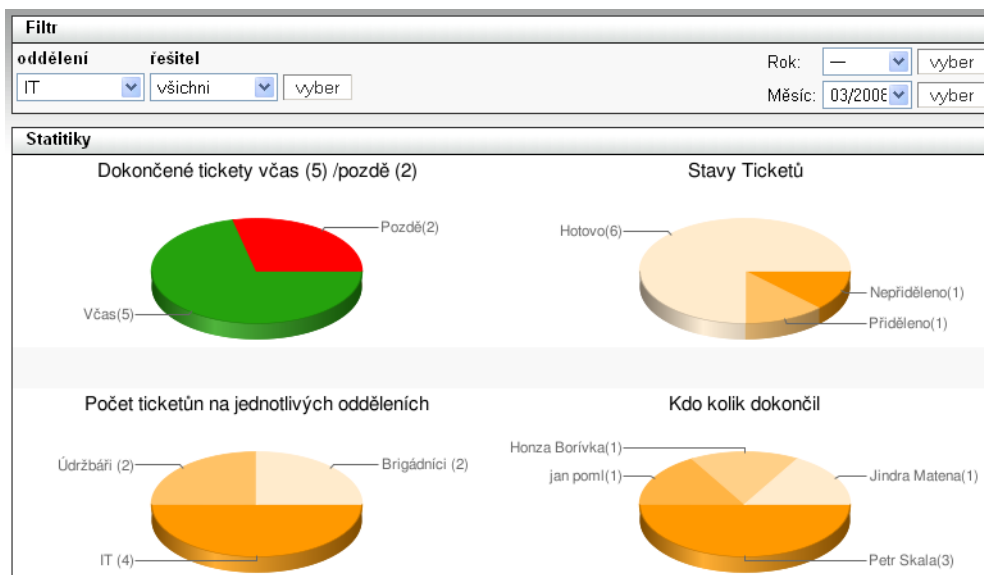 Filtr
oddělení řešitel
IT všichni vyber
Rok: — vyber
Měsíc: 03/2008 vyber
Statitiky
Dokončené tickety včas (5) /pozdě (2)
Pozdě(2)
Včas(5)
Stavy Ticketů
Hotovo(6)
Nepřiděleno(1)
Přiděleno(1)
Počet ticketůn na jednotlivých odděleních
Údržbáři (2)
Brigádníci (2)
IT (4)
Kdo kolik dokončil
Honza Borívka(1)
jan poml(1)
Jindra Matena(1)
Petr Skala(3)